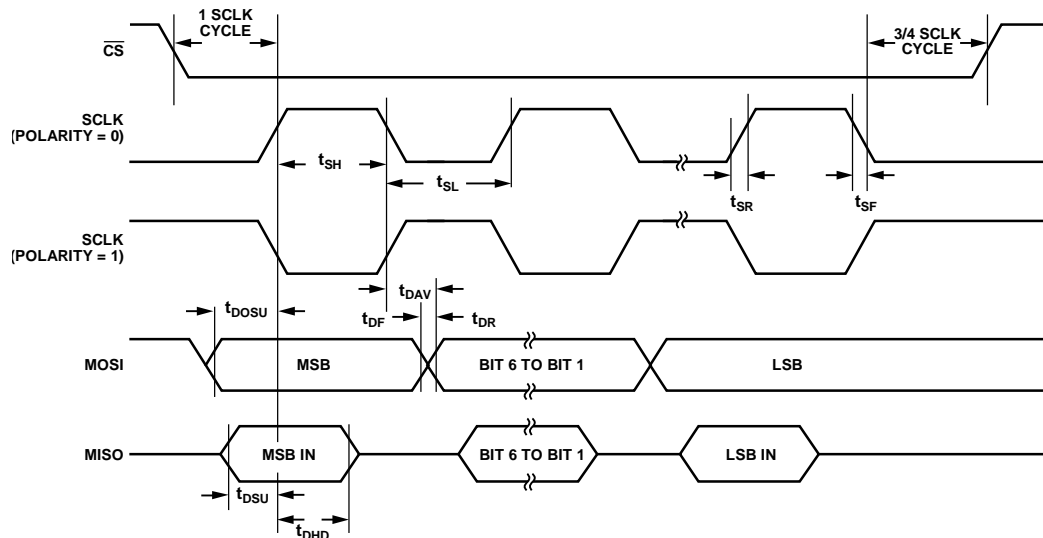 1 SCLK
CYCLE
3/4 SCLK
CYCLE
CS
SCLK
(POLARITY = 0)
tSH
tSL
tSR
tSF
SCLK
(POLARITY = 1)
tDAV
tDOSU
tDF
tDR
MOSI
MSB
BIT 6 TO BIT 1
LSB
MISO
MSB IN
BIT 6 TO BIT 1
LSB IN
tDSU
tDHD